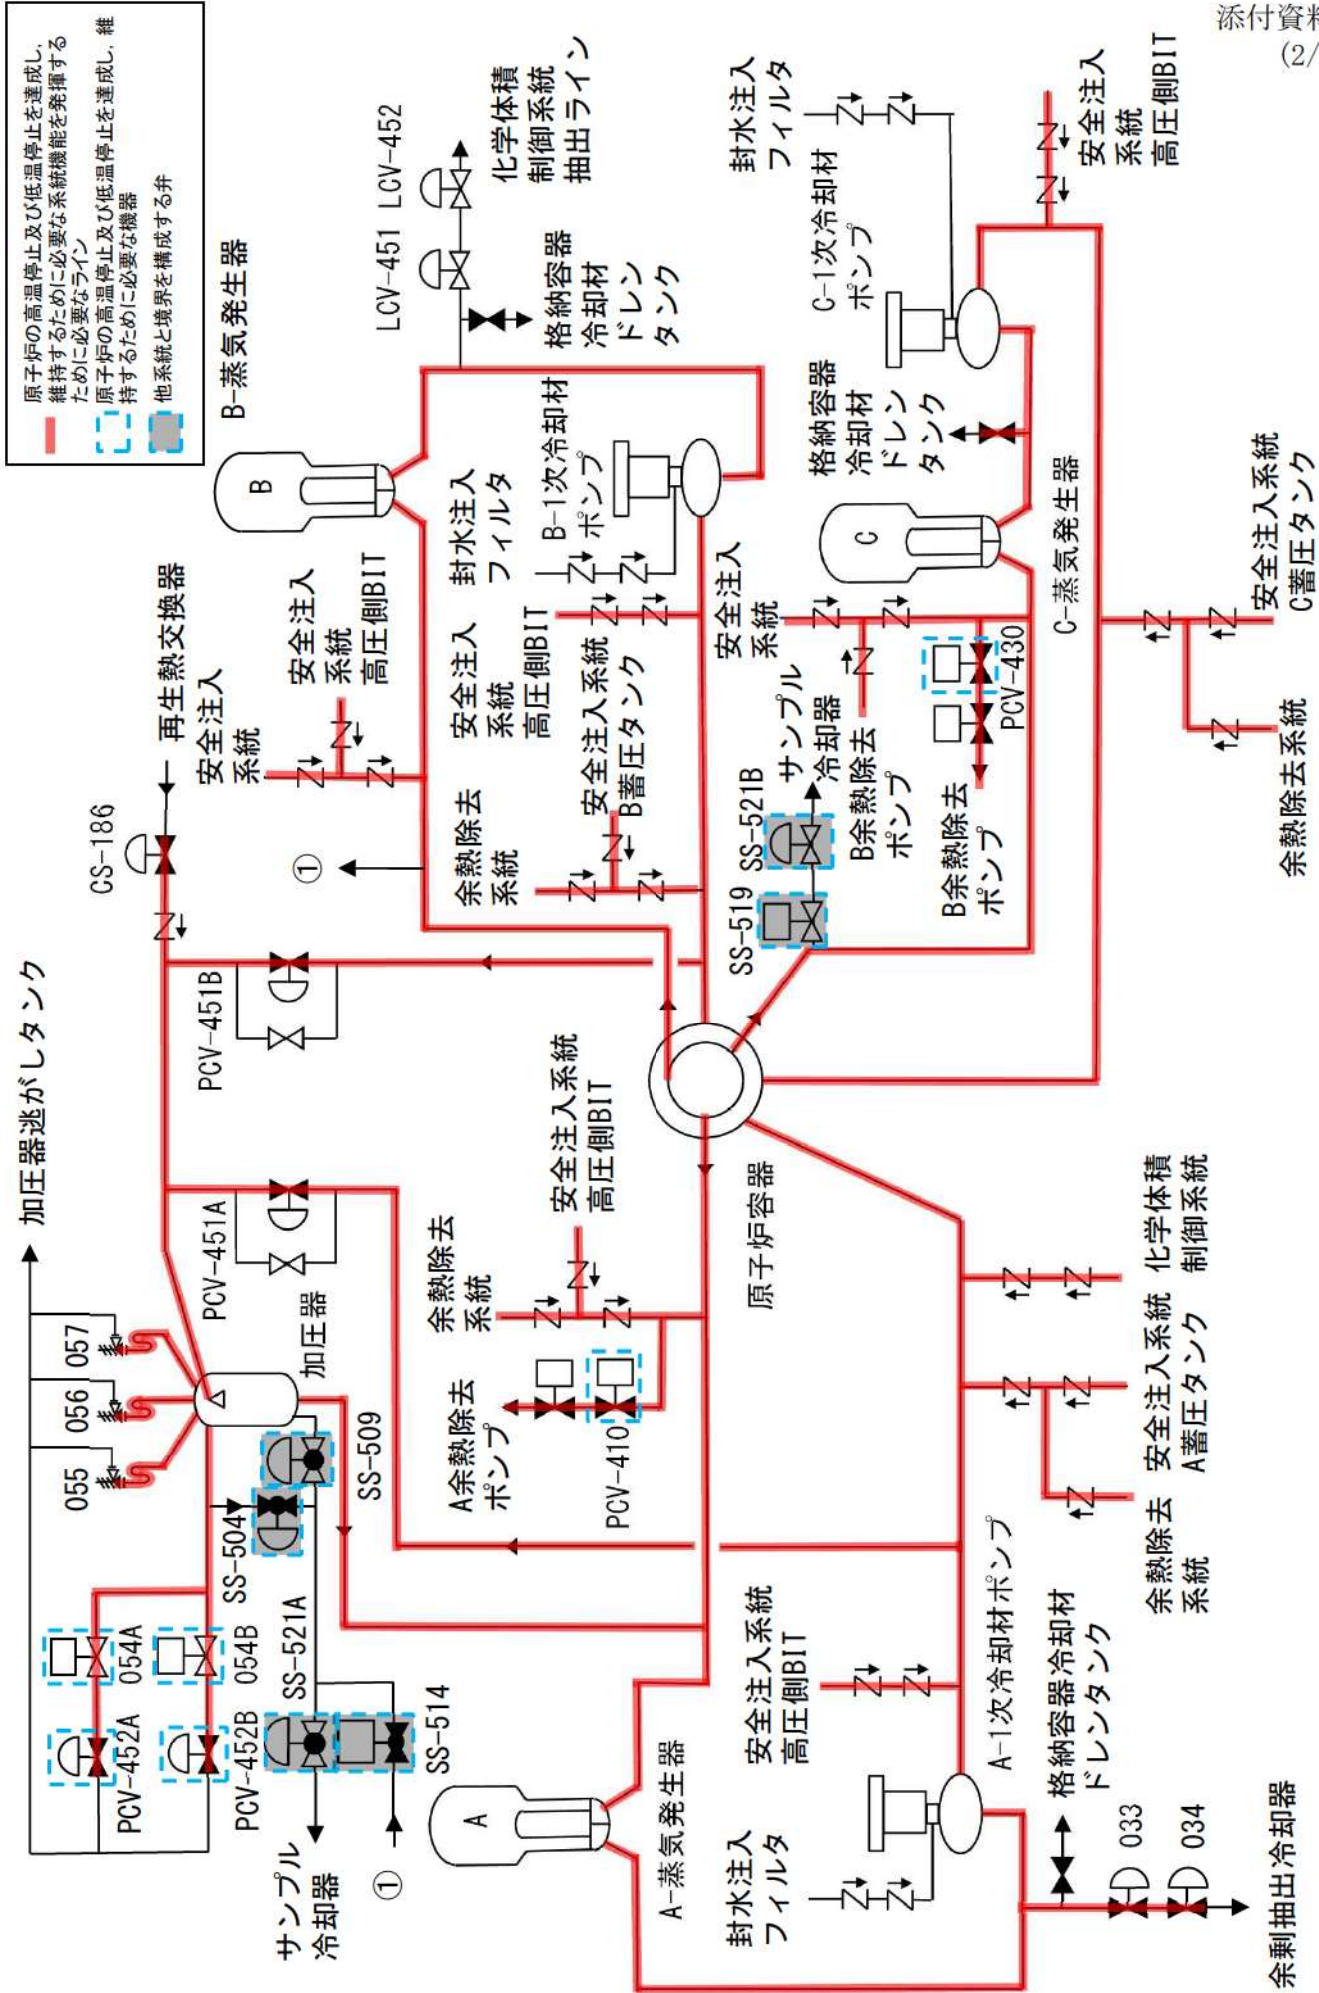 添付資料
(2/
原子炉の高温停止及び低温停止を達成し,
維持するために必要な系統機能を発揮する
ために必要なライン
原子炉の高温停止及び低温停止を達成し, 維
持するために必要な機器
他系統と境界を構成する弁
加圧器逃がしタンク
055
056
057
加圧器
PCV-452A
054A
PCV-452B
054B
SS-504
SS-509
SS-521A
SS-514
サンプル
冷却器
①
PCV-451A
PCV-451B
CS-186
再生熱交換器
安全注入
系統
安全注入
系統
高圧側BIT
①
B-蒸気発生器
B
LCV-451
LCV-452
化学体積
制御系統
抽出ライン
格納容器
冷却材
ドレン
タンク
封水注入
フィルタ
B-1次冷却材
ポンプ
安全注入
系統
高圧側BIT
安全注入系統
B蓄圧タンク
余熱除去
系統
余熱除去
系統
安全注入系統
高圧側BIT
A余熱除去
ポンプ
PCV-410
原子炉容器
SS-519
SS-521B
サンプル
冷却器
安全注入
系統
B余熱除去
ポンプ
B余熱除去
ポンプ
PCV-430
C
C-蒸気発生器
格納容器
冷却材
ドレン
タンク
C-1次冷却材
ポンプ
封水注入
フィルタ
安全注入
系統
高圧側BIT
安全注入系統
C蓄圧タンク
余熱除去系統
A
A-蒸気発生器
封水注入
フィルタ
安全注入系統
高圧側BIT
A-1次冷却材ポンプ
格納容器冷却材
ドレンタンク
033
034
余剰抽出冷却器
余熱除去
系統
安全注入系統
A蓄圧タンク
化学体積
制御系統